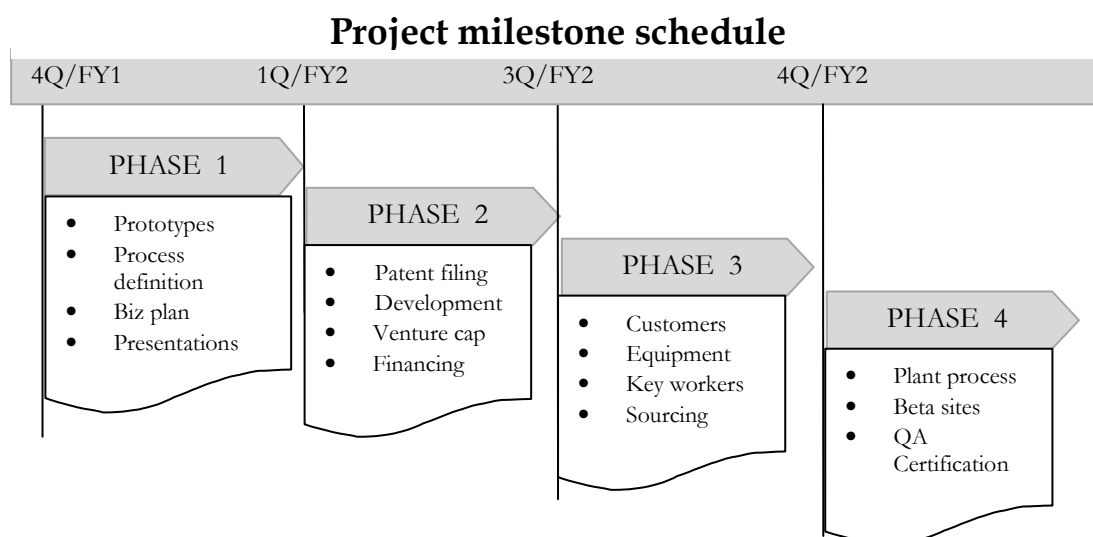 Project milestone schedule
4Q/FY1 1Q/FY2 3Q/FY2 4Q/FY2
PHASE 1
• Prototypes
• Process
definition
• Biz plan
• Presentations
PHASE 2
• Patent filing
• Development
• Venture cap
• Financing
PHASE 3
• Customers
• Equipment
• Key workers
• Sourcing
PHASE 4
• Plant process
• Beta sites
• QA
Certification